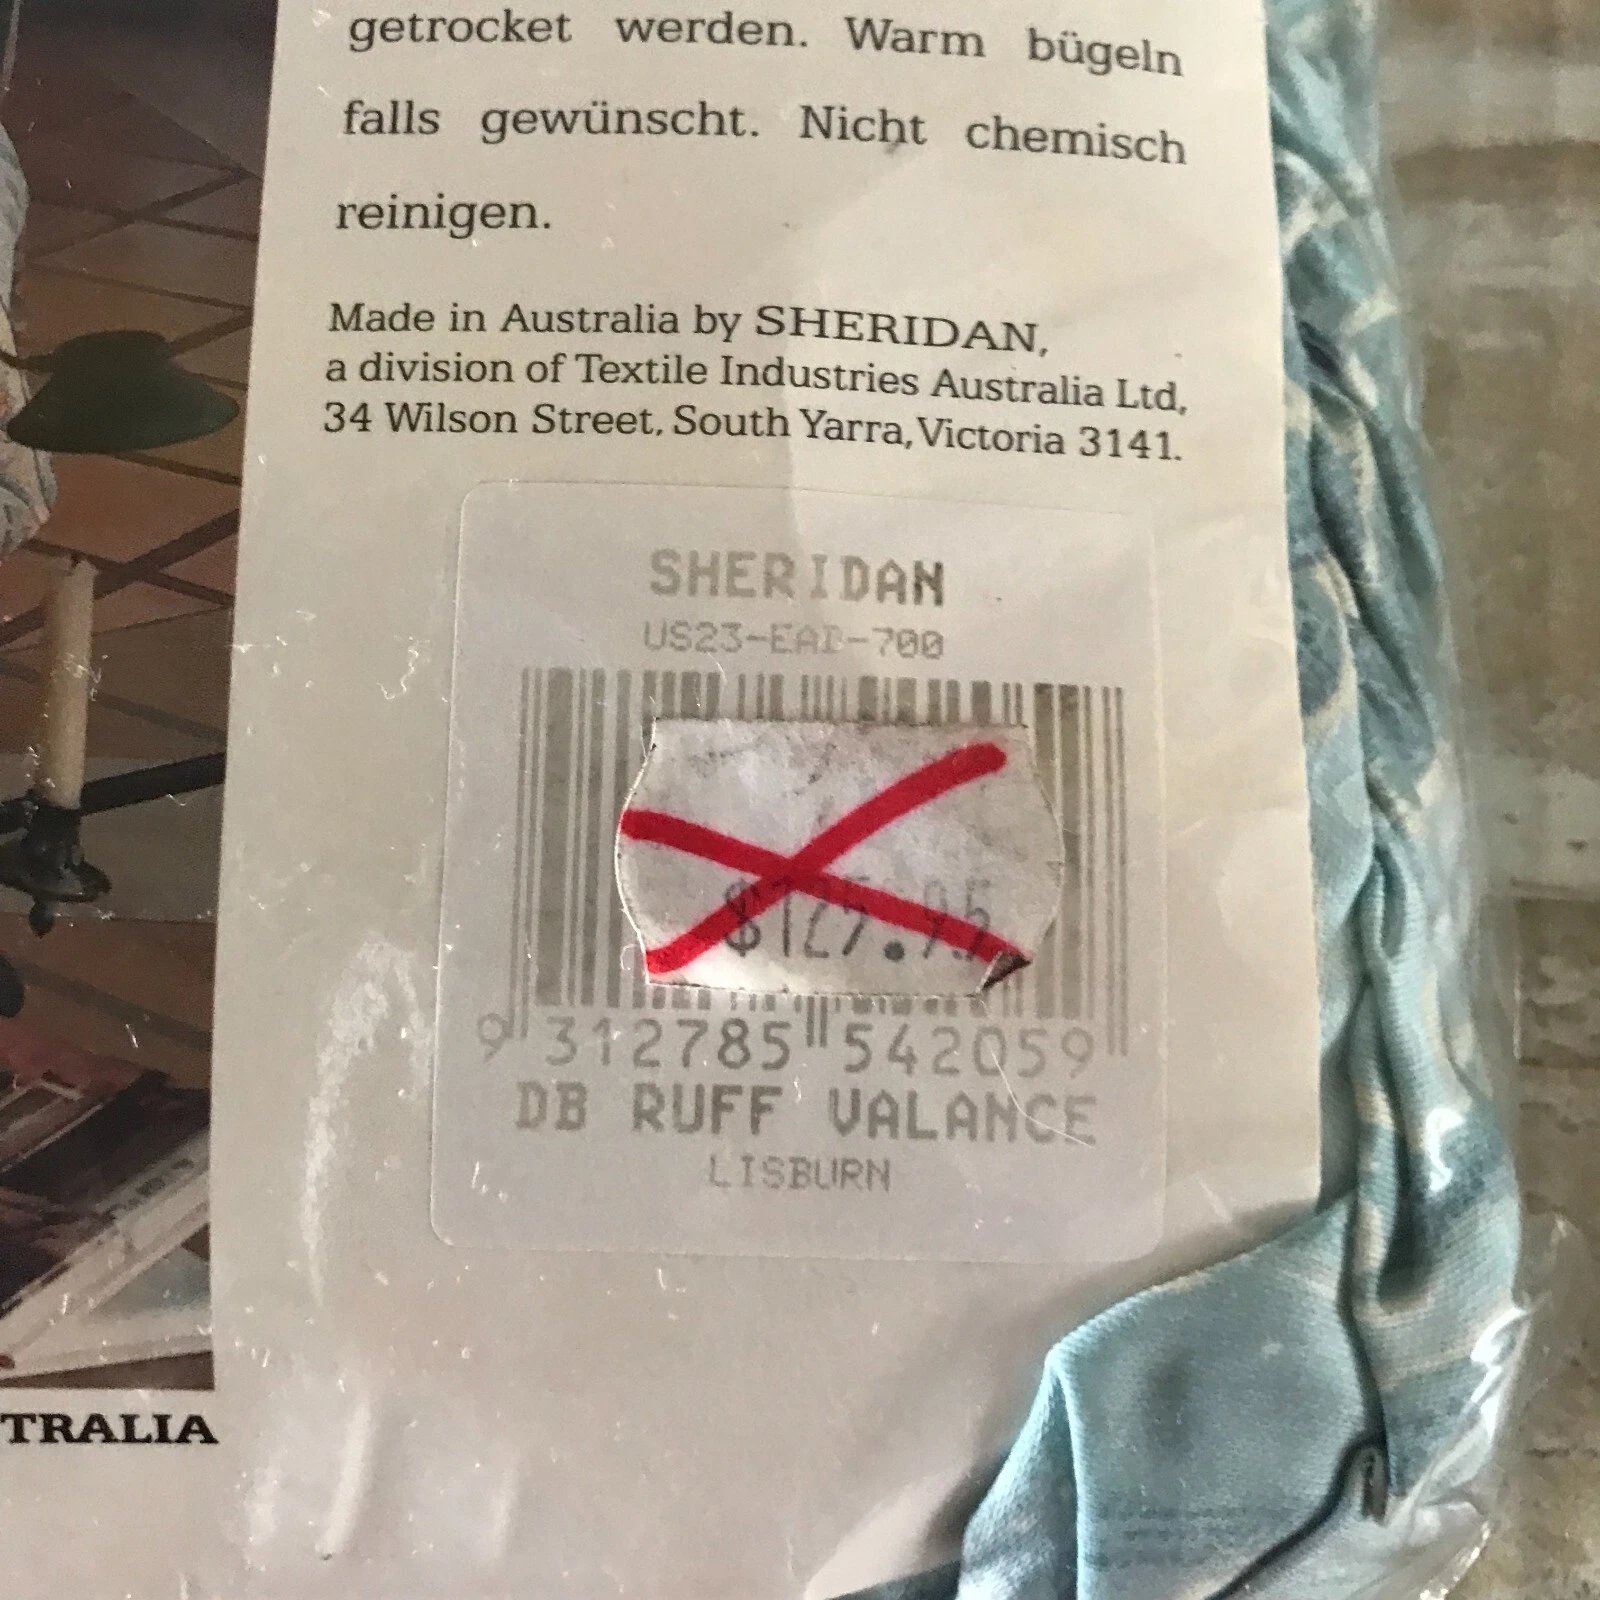 getrocket werden. Warm bügeln
falls gewünscht. Nicht chemisch
reinigen.
Made in Australia by SHERIDAN,
a division of Textile Industries Australia Ltd,
34 Wilson Street, South Yarra, Victoria 3141.
SHERIDAN
US23-EAD-700
$125.95
9 312785 542059
DB RUFF VALANCE
LISBURN
TRALIA